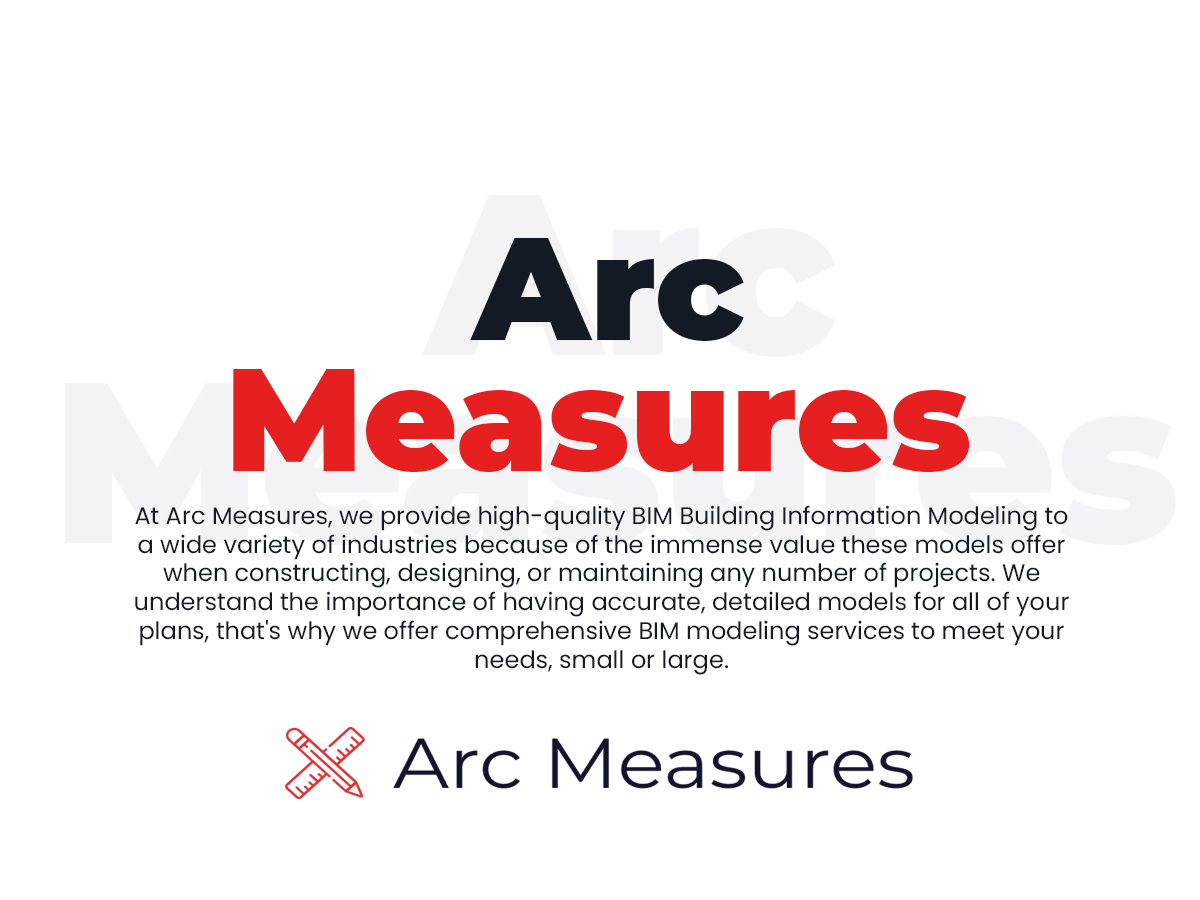 Arc
Measures
At Arc Measures, we provide high-quality BIM Building Information Modeling to
a wide variety of industries because of the immense value these models offer
when constructing, designing, or maintaining any number of projects. We
understand the importance of having accurate, detailed models for all of your
plans, that's why we offer comprehensive BIM modeling services to meet your
needs, small or large.
Arc Measures